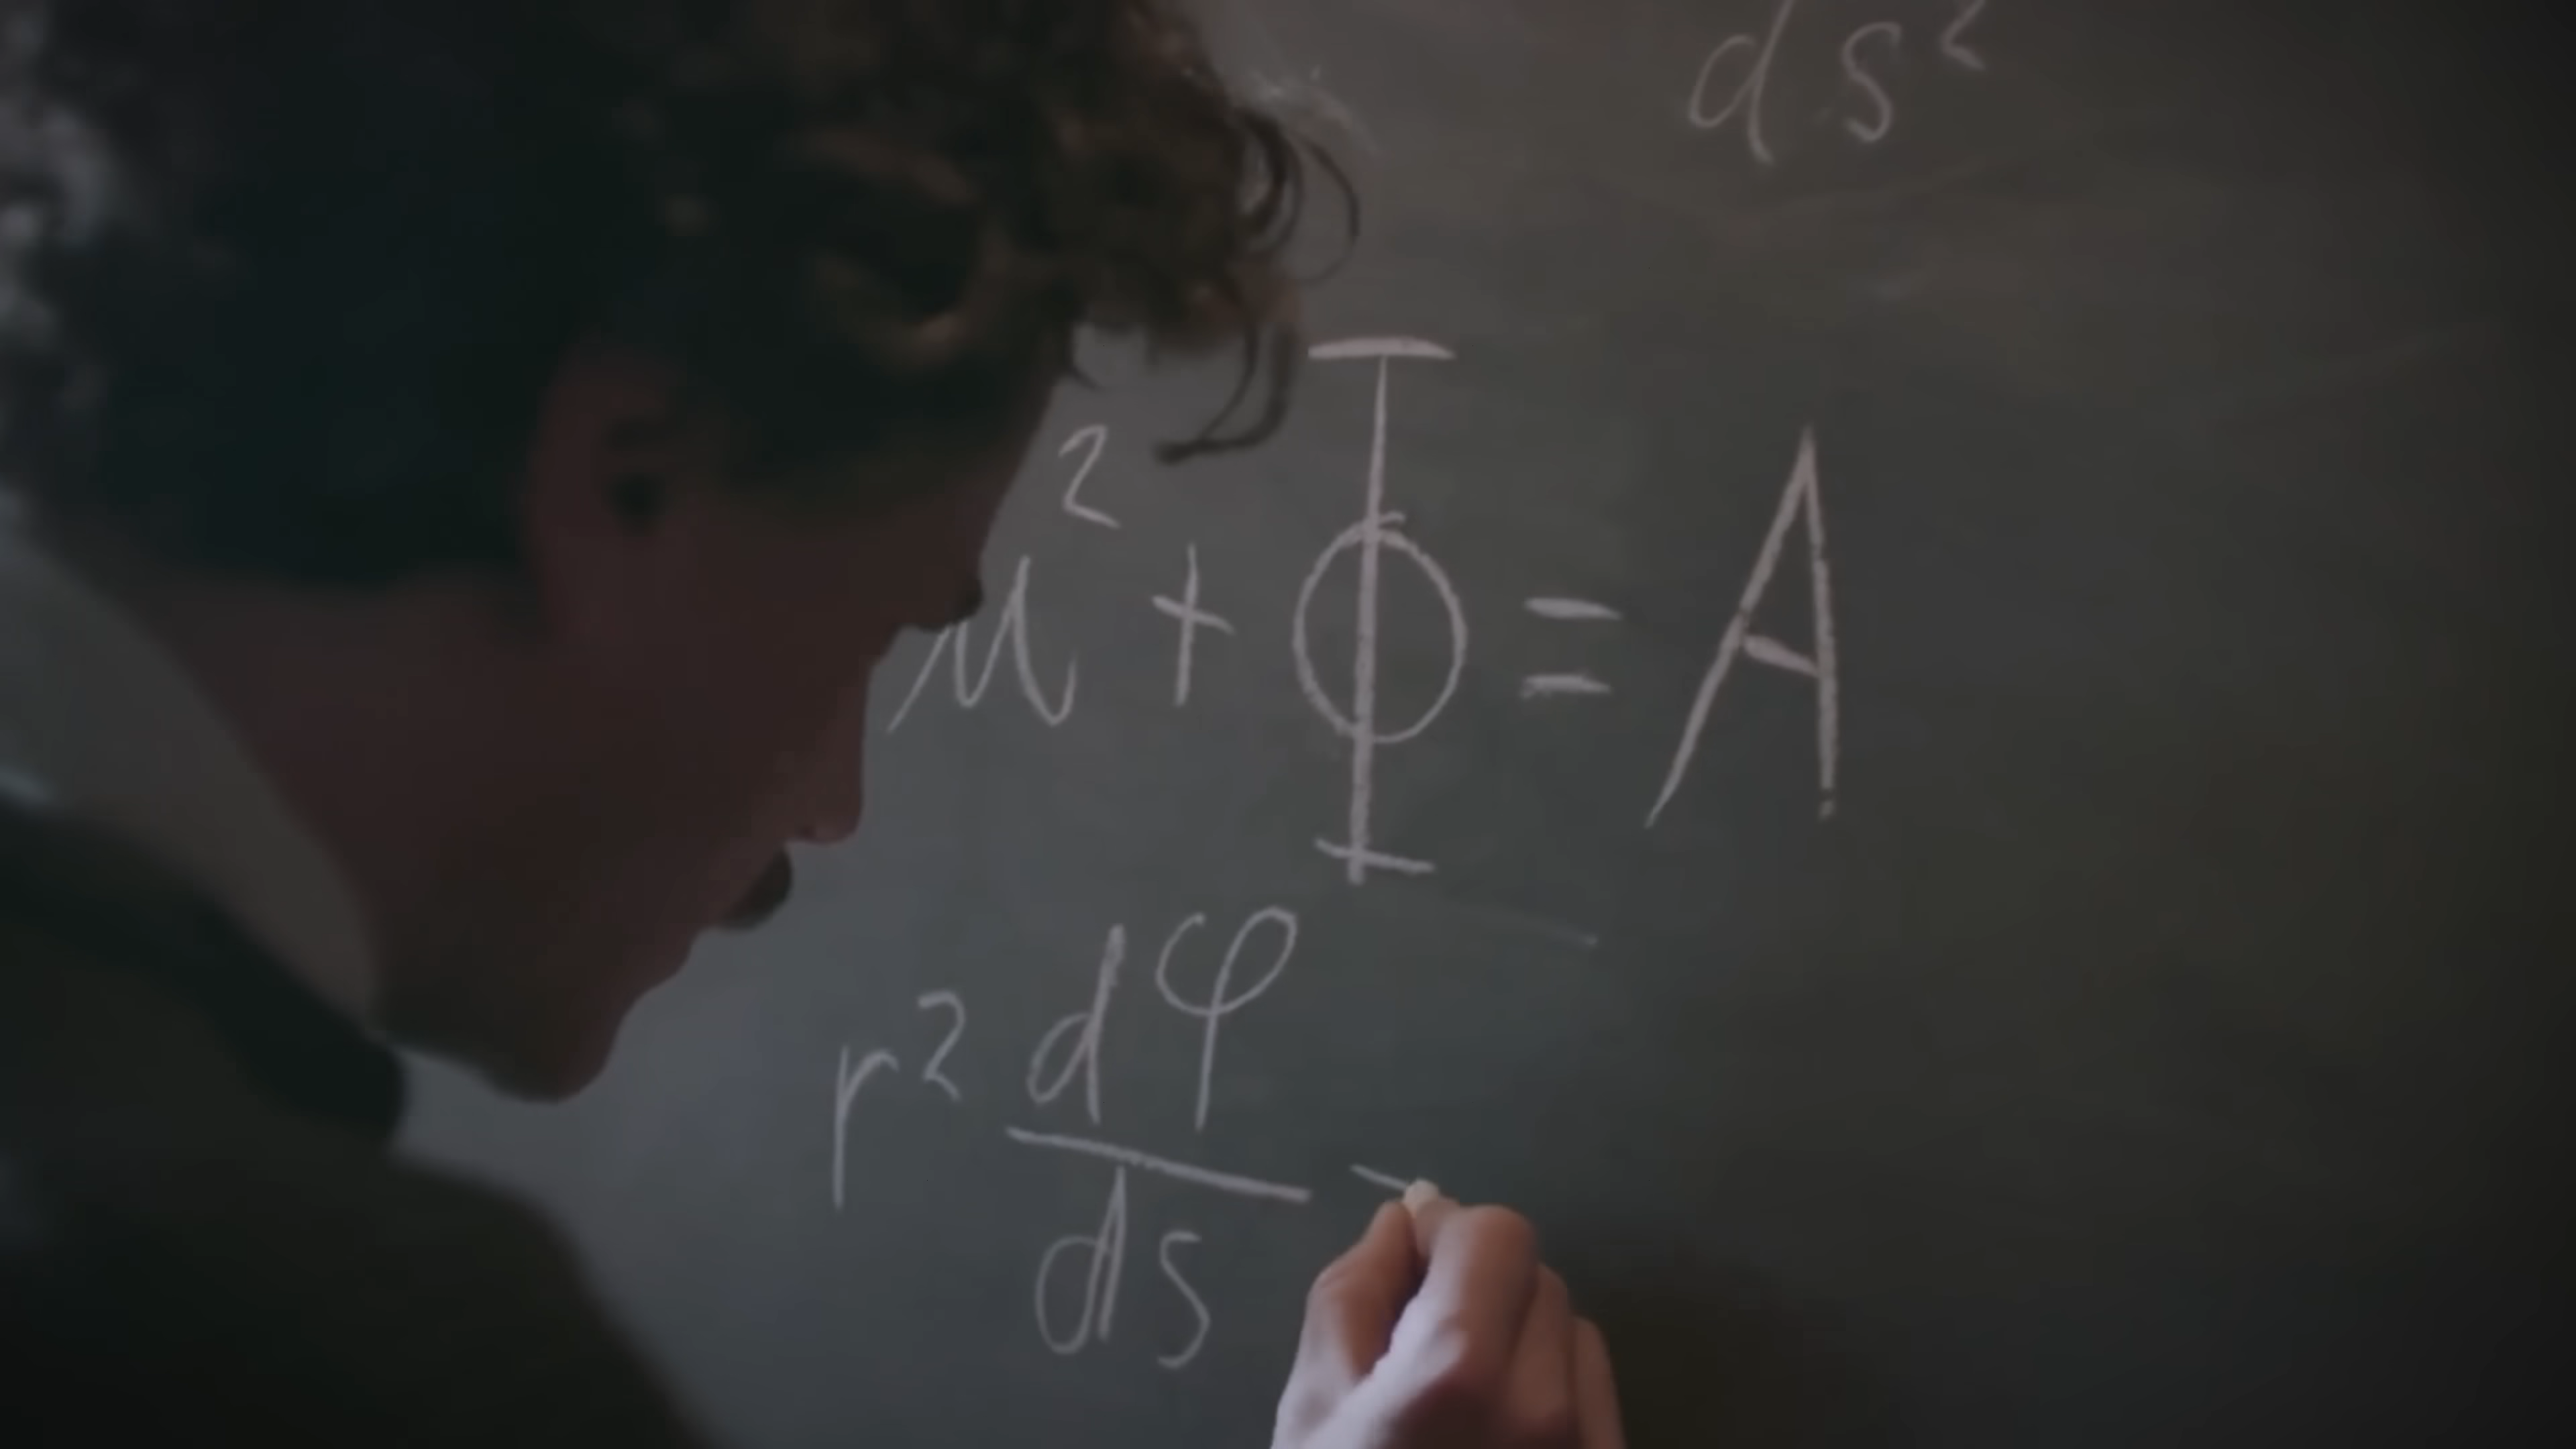 ds²
u² + Φ = A
r² dφ
ds